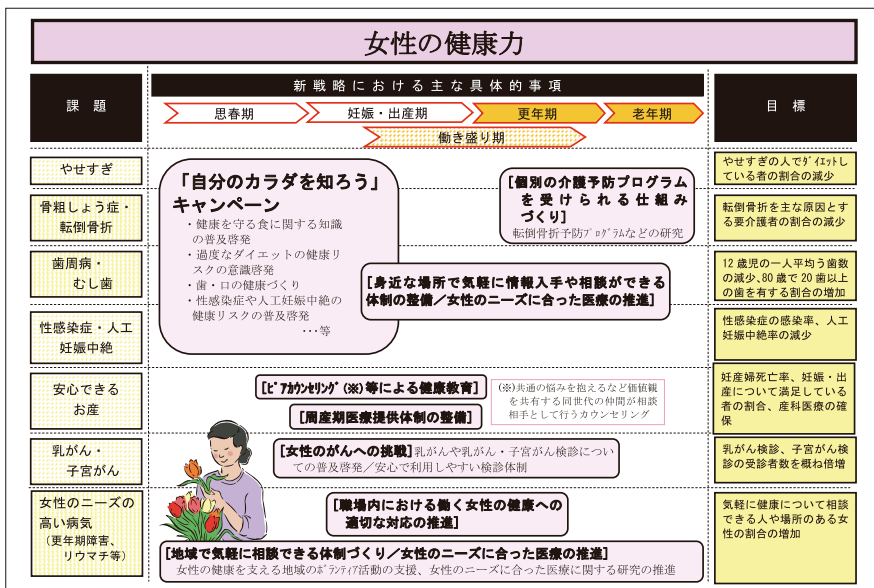 女性の健康力
課題
新戦略における主な具体的事項
目標
思春期
妊娠・出産期
更年期
老年期
働き盛り期
やせすぎ
骨粗しょう症・
転倒骨折
歯周病・
むし歯
性感染症・人工
妊娠中絶
安心できる
お産
乳がん・
子宮がん
女性のニーズの
高い病気
(更年期障害、
リウマチ等)
「自分のカラダを知ろう」
キャンペーン
・健康を守る食に関する知識
の普及啓発
・過度なダイエットの健康リ
スクの意識啓発
・歯・口の健康づくり
・性感染症や人工妊娠中絶の
健康リスクの普及啓発
…等
[個別の介護予防プログラム
を受けられる仕組み
づくり]
転倒骨折予防ﾌﾟﾛｸﾞﾗﾑなどの研究
[身近な場所で気軽に情報入手や相談ができる
体制の整備/女性のニーズに合った医療の推進]
[ﾋﾟｱｶｳﾝｾﾘﾝｸﾞ(※)等による健康教育]
(※)共通の悩みを抱えるなど価値観
を共有する同世代の仲間が相談
相手として行うカウンセリング
[周産期医療提供体制の整備]
[女性のがんへの挑戦]乳がんや乳がん・子宮がん検診につい
ての普及啓発/安心で利用しやすい検診体制
[職場内における働く女性の健康への
適切な対応の推進]
[地域で気軽に相談できる体制づくり/女性のニーズに合った医療の推進]
女性の健康を支える地域のﾎﾞﾗﾝﾃｨｱ活動の支援、女性のニーズに合った医療に関する研究の推進
やせすぎの人でﾀﾞｲｴｯﾄし
ている者の割合の減少
転倒骨折を主な原因とす
る要介護者の割合の減少
12歳児の一人平均う歯数
の減少、80歳で20歯以上
の歯を有する割合の増加
性感染症の感染率、人工
妊娠中絶率の減少
妊産婦死亡率、妊娠・出
産について満足している
者の割合、産科医療の確
保
乳がん検診、子宮がん検
診の受診者数を概ね倍増
気軽に健康について相談
できる人や場所のある女
性の割合の増加